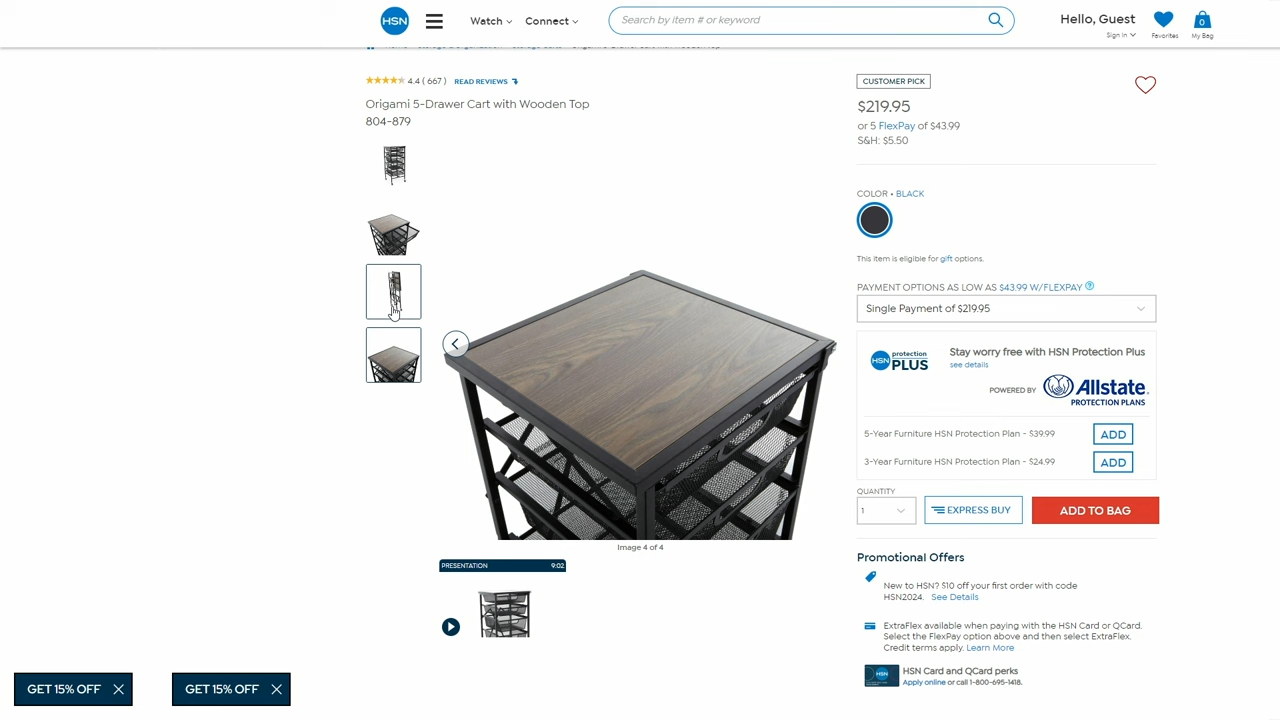 HSN
Watch
Connect
Search by item # or keyword
Hello, Guest
Sign In
Favorites
0
My Bag
4.4 ( 667 )
READ REVIEWS
Origami 5-Drawer Cart with Wooden Top
804-879
CUSTOMER PICK
$219.95
or 5 FlexPay of $43.99
S&H: $5.50
COLOR • BLACK
This item is eligible for gift options.
PAYMENT OPTIONS AS LOW AS $43.99 W/FLEXPAY
Single Payment of $219.95
HSN protection PLUS
Stay worry free with HSN Protection Plus
see details
POWERED BY Allstate
PROTECTION PLANS
5-Year Furniture HSN Protection Plan - $39.99
ADD
3-Year Furniture HSN Protection Plan - $24.99
ADD
QUANTITY
1
EXPRESS BUY
ADD TO BAG
Image 4 of 4
PRESENTATION 9:02
Promotional Offers
New to HSN? $10 off your first order with code
HSN2024. See Details
ExtraFlex available when paying with the HSN Card or QCard.
Select the FlexPay option above and then select ExtraFlex.
Credit terms apply. Learn More
HSN Card and QCard perks
Apply online or call 1-800-695-1418.
GET 15% OFF
GET 15% OFF